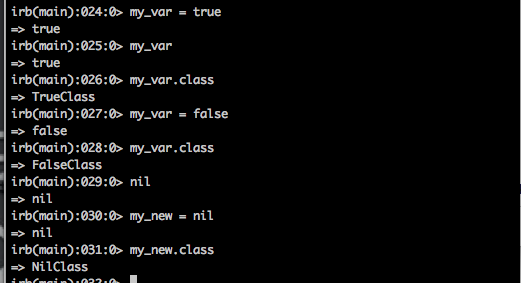 irb(main):024:0> my_var = true
=> true
irb(main):025:0> my_var
=> true
irb(main):026:0> my_var.class
=> TrueClass
irb(main):027:0> my_var = false
=> false
irb(main):028:0> my_var.class
=> FalseClass
irb(main):029:0> nil
=> nil
irb(main):030:0> my_new = nil
=> nil
irb(main):031:0> my_new.class
=> NilClass
irb(main):032:0>